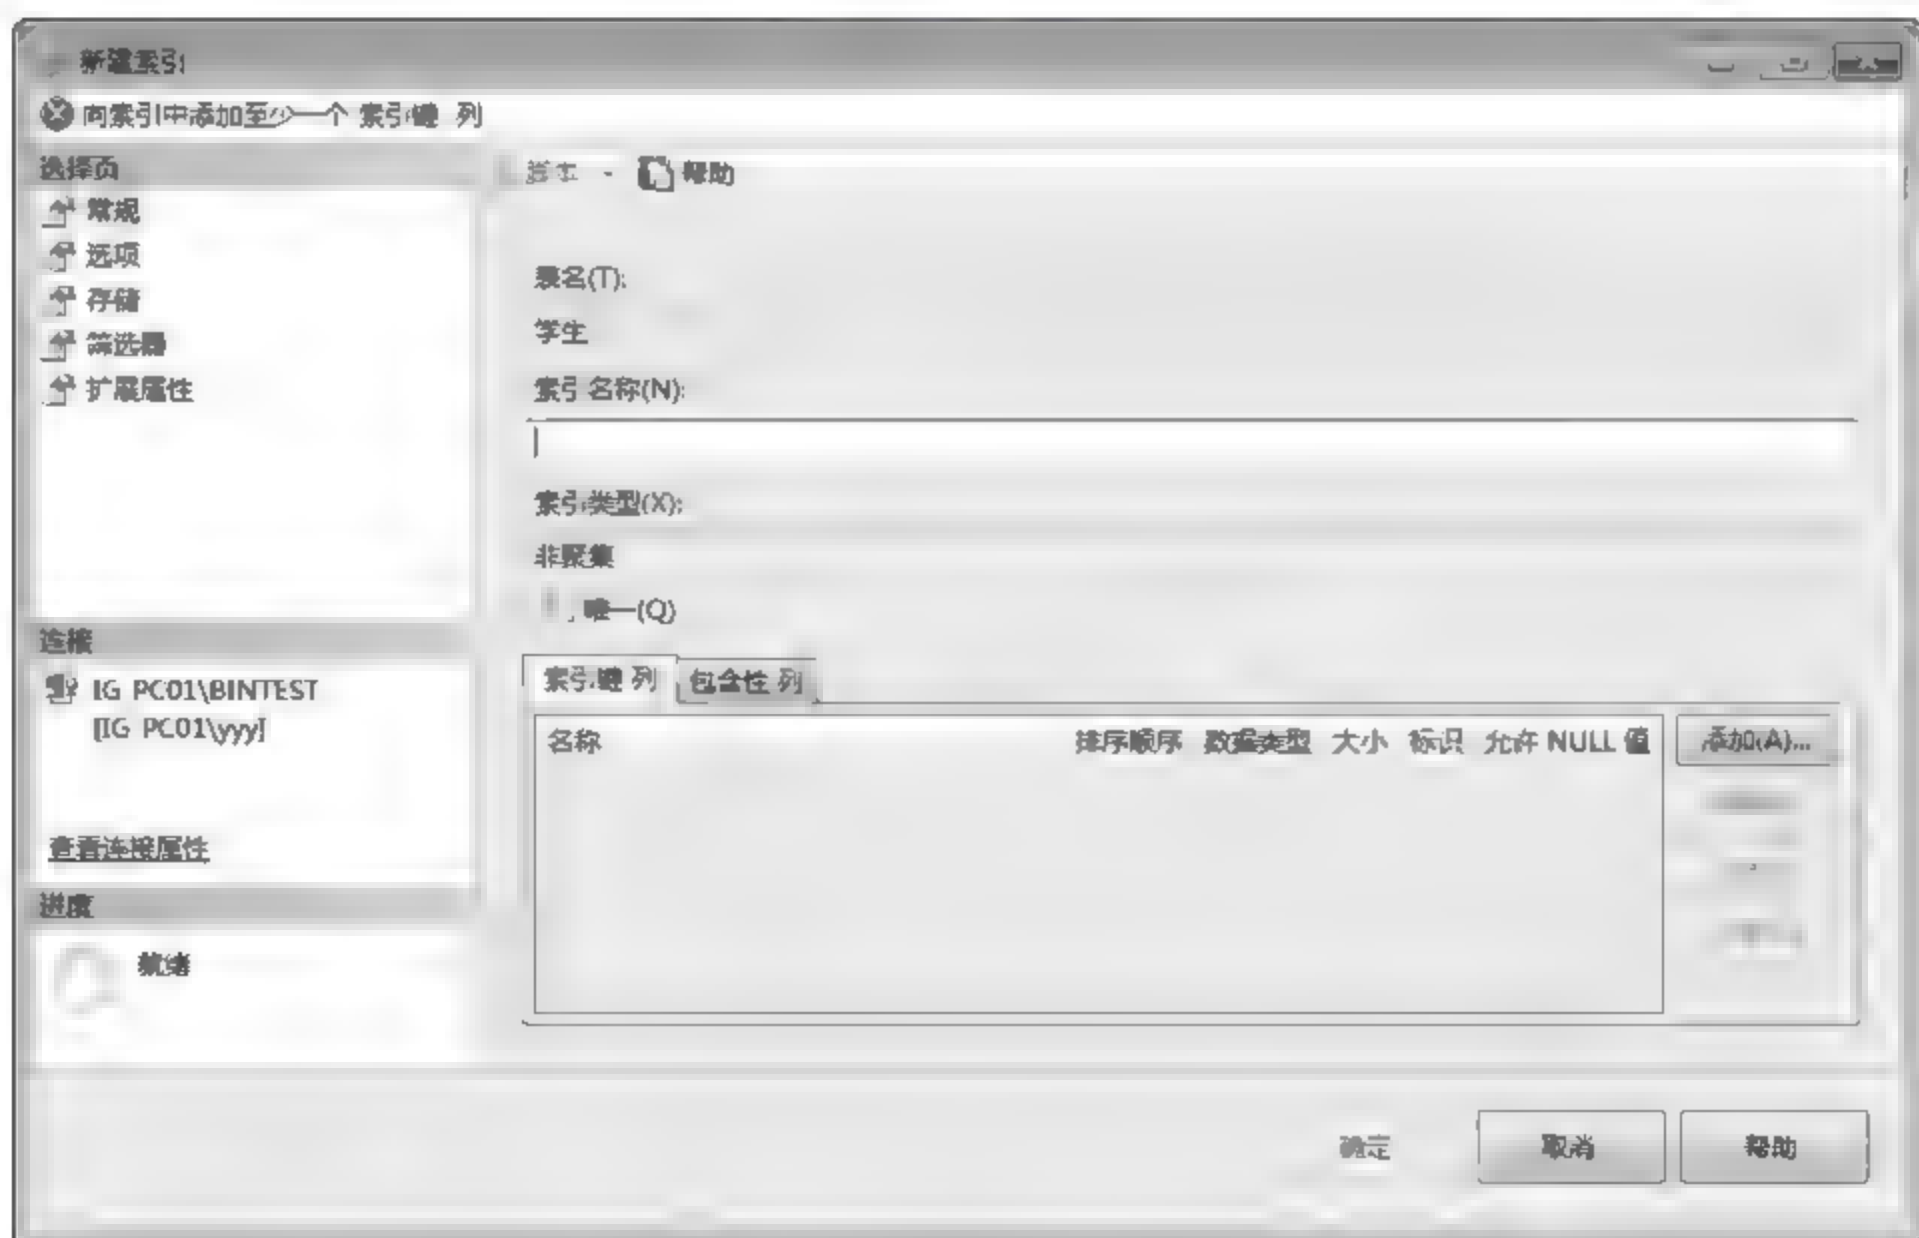 新建索引
向索引中添加至少一个 索引键 列
选择页
常规
选项
存储
筛选器
扩展属性
连接
IG PC01\BINTEST
[IG PC01\yyy]
查看连接属性
进度
就绪
脚本 帮助
表名(T):
学生
索引名称(N):
索引类型(X):
非聚集
唯一(Q)
索引键 列 包含性 列
名称 排序顺序 数据类型 大小 标识 允许 NULL 值 添加(A)...
确定 取消 帮助